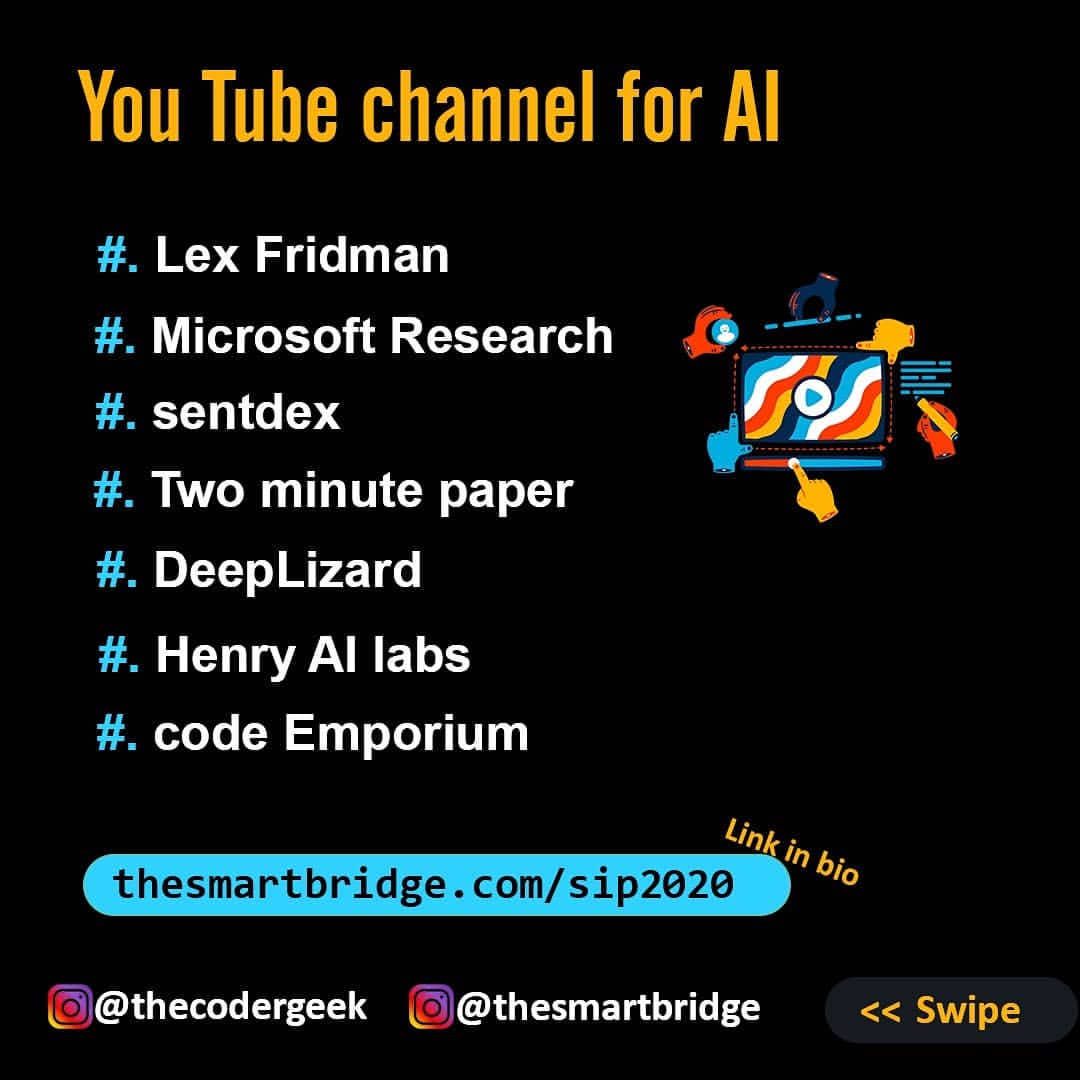 You Tube channel for AI
#. Lex Fridman
#. Microsoft Research
#. sentdex
#. Two minute paper
#. DeepLizard
#. Henry AI labs
#. code Emporium
Link in bio
thesmartbridge.com/sip2020
@thecodergeek @thesmartbridge << Swipe